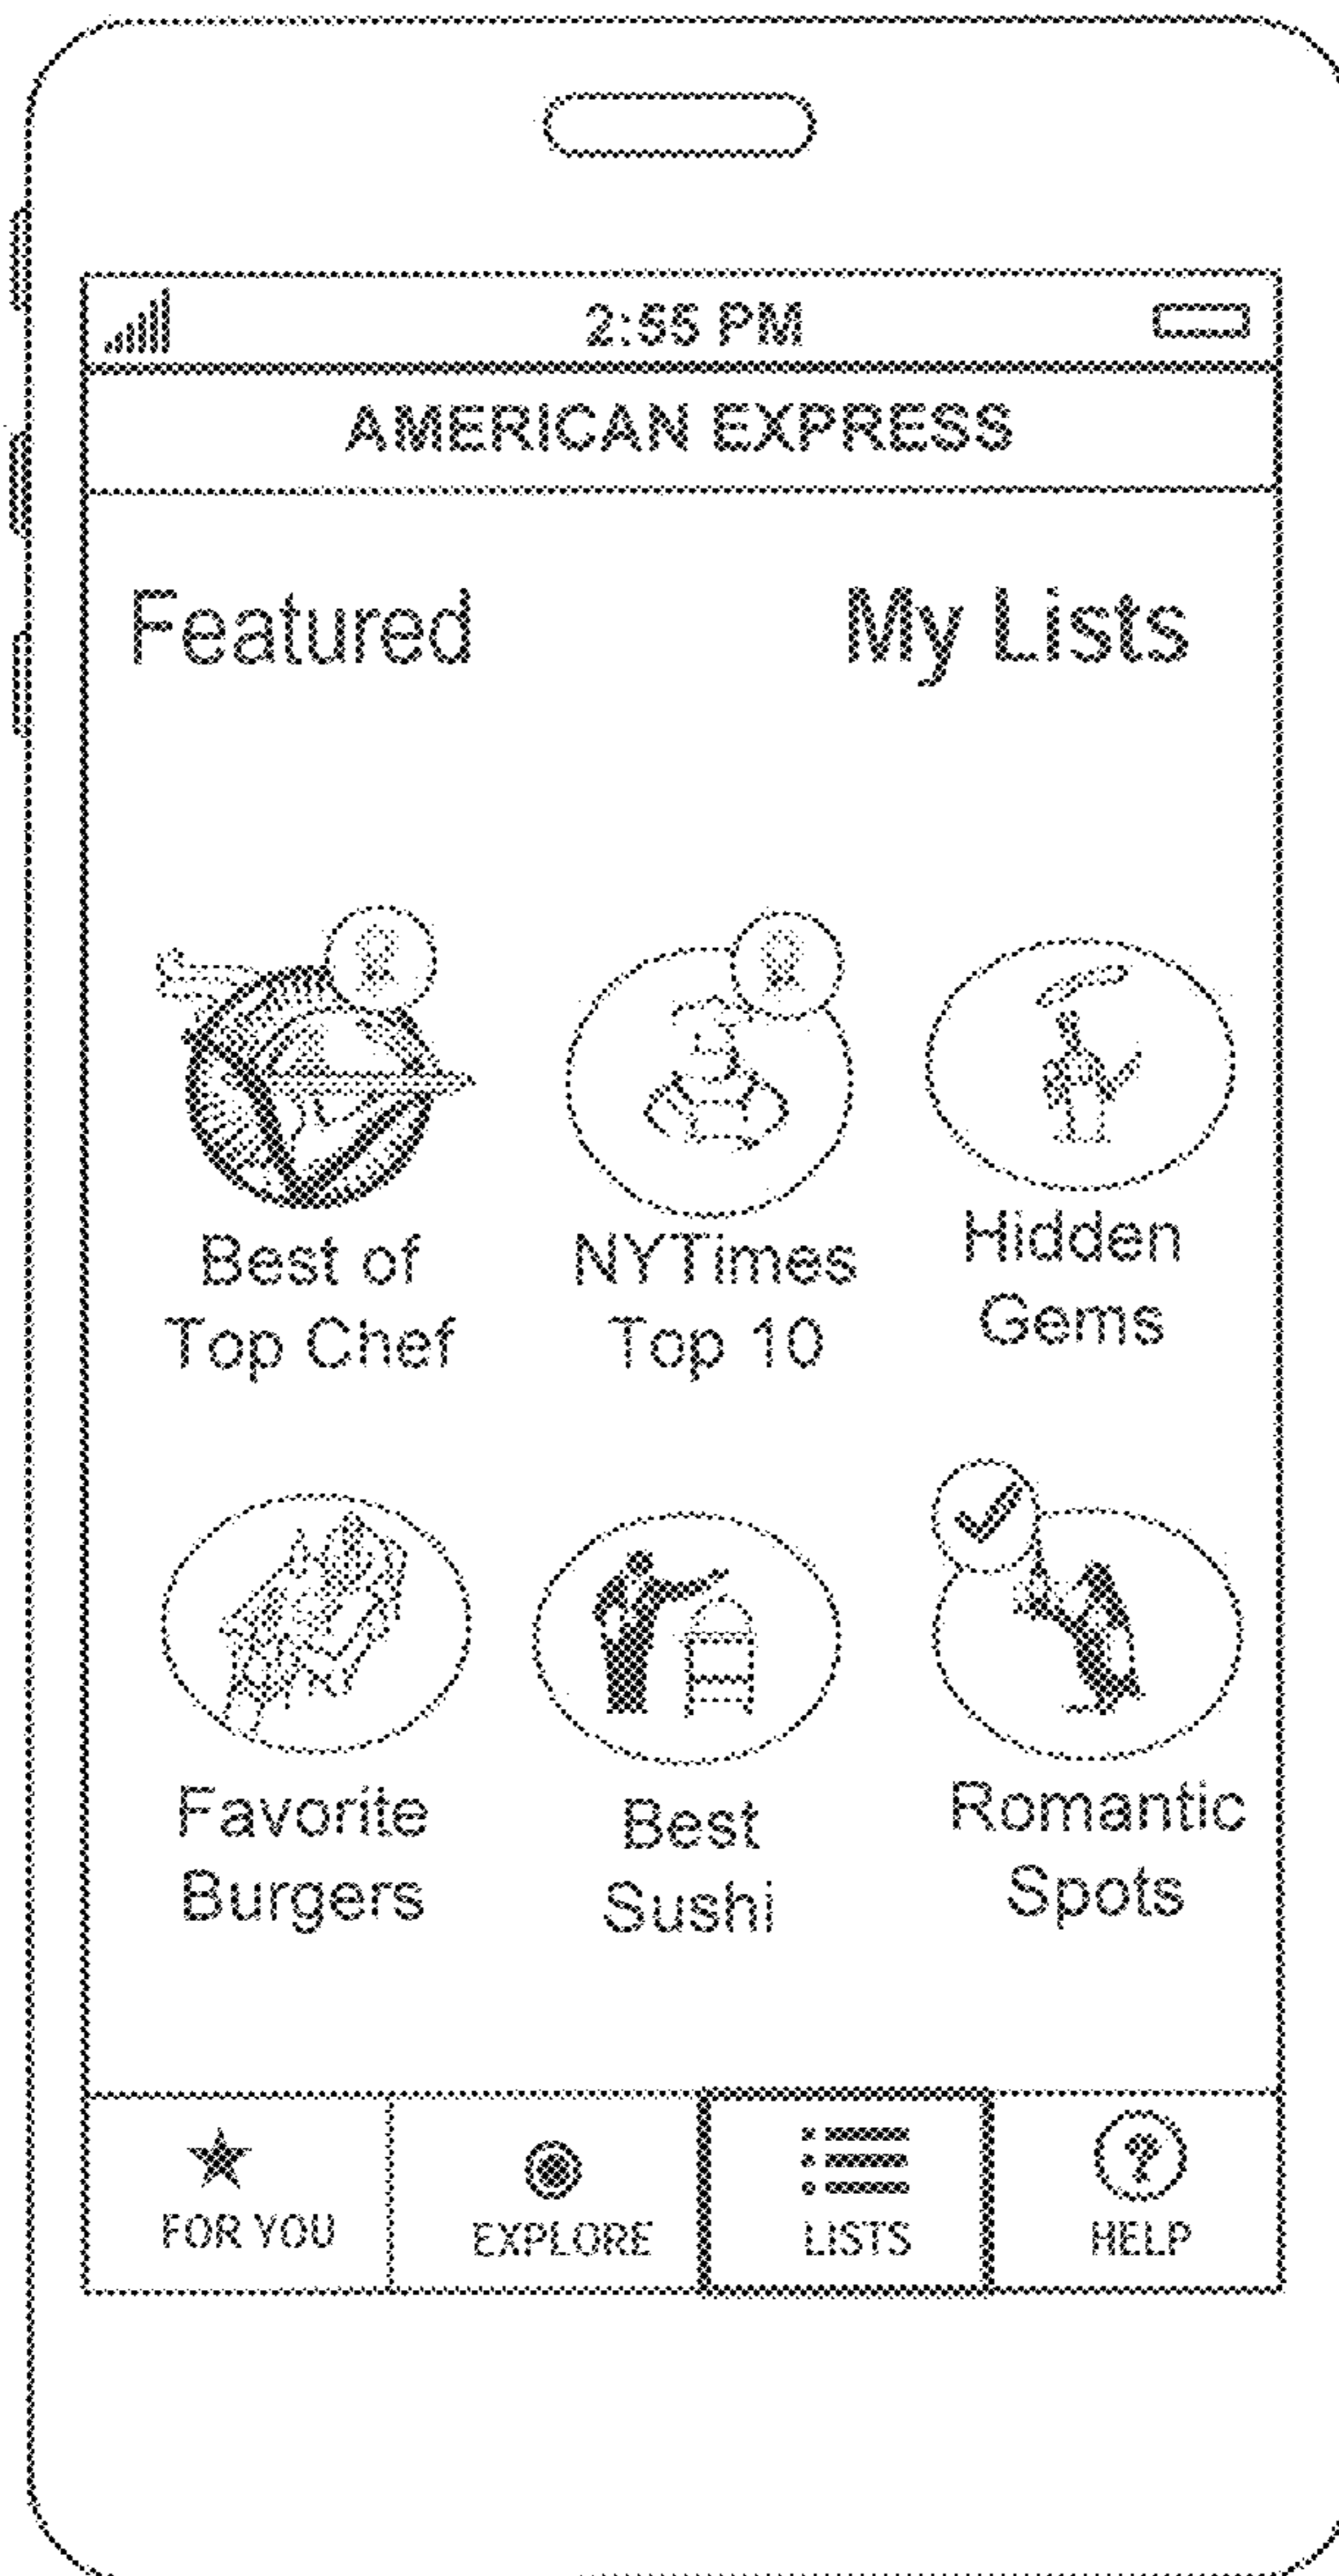 2:55 PM
AMERICAN EXPRESS
Featured My Lists
Best of
Top Chef
NYTimes
Top 10
Hidden
Gems
Favorite
Burgers
Best
Sushi
Romantic
Spots
FOR YOU
EXPLORE
LISTS
?
HELP